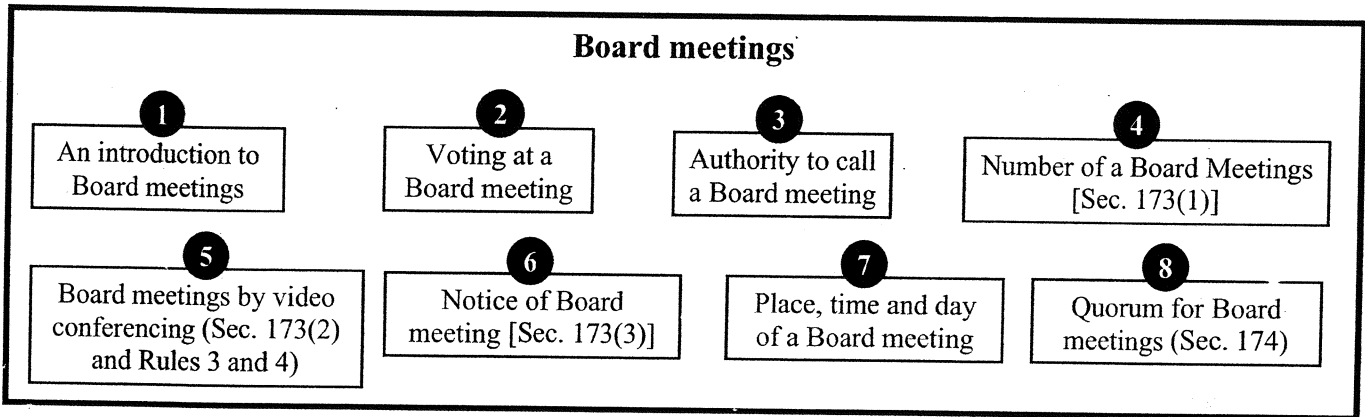 Board meetings
1
An introduction to
Board meetings
2
Voting at a
Board meeting
3
Authority to call
a Board meeting
4
Number of a Board Meetings
[Sec. 173(1)]
5
Board meetings by video
conferencing (Sec. 173(2)
and Rules 3 and 4)
6
Notice of Board
meeting [Sec. 173(3)]
7
Place, time and day
of a Board meeting
8
Quorum for Board
meetings (Sec. 174)